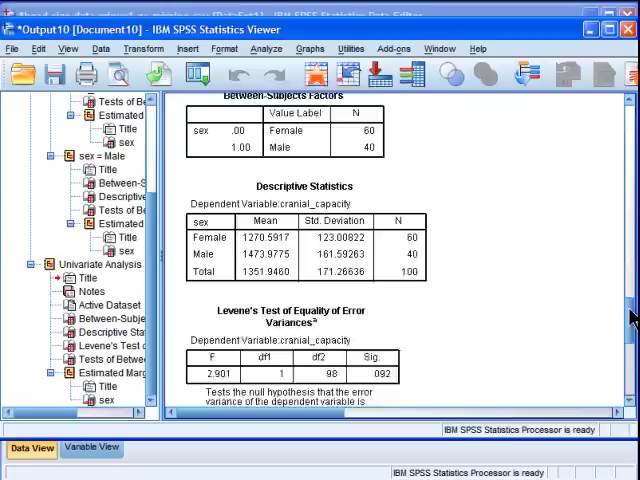 *Output10 [Document10] - IBM SPSS Statistics Viewer
File Edit View Data Transform Insert Format Analyze Graphs Utilities Add-ons Window Help
Tests of Be
Estimated
Title
sex
sex = Male
Title
Between-S
Descriptive
Tests of B
Estimated
Title
sex
Univariate Analysis
Title
Notes
Active Dataset
Between-Subje
Descriptive Sta
Levene's Test o
Tests of Betwe
Estimated Marg
Title
sex
Between-Subjects Factors
Value Label N
sex .00 Female 60
1.00 Male 40
Descriptive Statistics
Dependent Variable:cranial_capacity
sex Mean Std. Deviation N
Female 1270.5917 123.00822 60
Male 1473.9775 161.59263 40
Total 1351.9460 171.26636 100
Levene's Test of Equality of Error
Variancesa
Dependent Variable:cranial_capacity
F df1 df2 Sig.
2.901 1 98 .092
Tests the null hypothesis that the error
variance of the dependent variable is
IBM SPSS Statistics Processor is ready
Data View Variable View
IBM SPSS Statistics Processor is ready